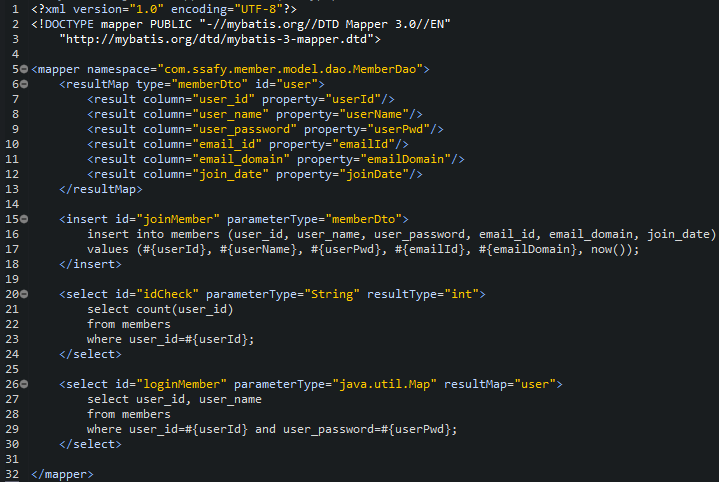 1 <?xml version="1.0" encoding="UTF-8"?>
2 <!DOCTYPE mapper PUBLIC "-//mybatis.org//DTD Mapper 3.0//EN"
3     "http://mybatis.org/dtd/mybatis-3-mapper.dtd">
4
5 <mapper namespace="com.ssafy.member.model.dao.MemberDao">
6     <resultMap type="memberDto" id="user">
7         <result column="user_id" property="userId"/>
8         <result column="user_name" property="userName"/>
9         <result column="user_password" property="userPwd"/>
10         <result column="email_id" property="emailId"/>
11         <result column="email_domain" property="emailDomain"/>
12         <result column="join_date" property="joinDate"/>
13     </resultMap>
14
15     <insert id="joinMember" parameterType="memberDto">
16         insert into members (user_id, user_name, user_password, email_id, email_domain, join_date)
17         values (#{userId}, #{userName}, #{userPwd}, #{emailId}, #{emailDomain}, now());
18     </insert>
19
20     <select id="idCheck" parameterType="String" resultType="int">
21         select count(user_id)
22         from members
23         where user_id=#{userId};
24     </select>
25
26     <select id="loginMember" parameterType="java.util.Map" resultMap="user">
27         select user_id, user_name
28         from members
29         where user_id=#{userId} and user_password=#{userPwd};
30     </select>
31
32 </mapper>